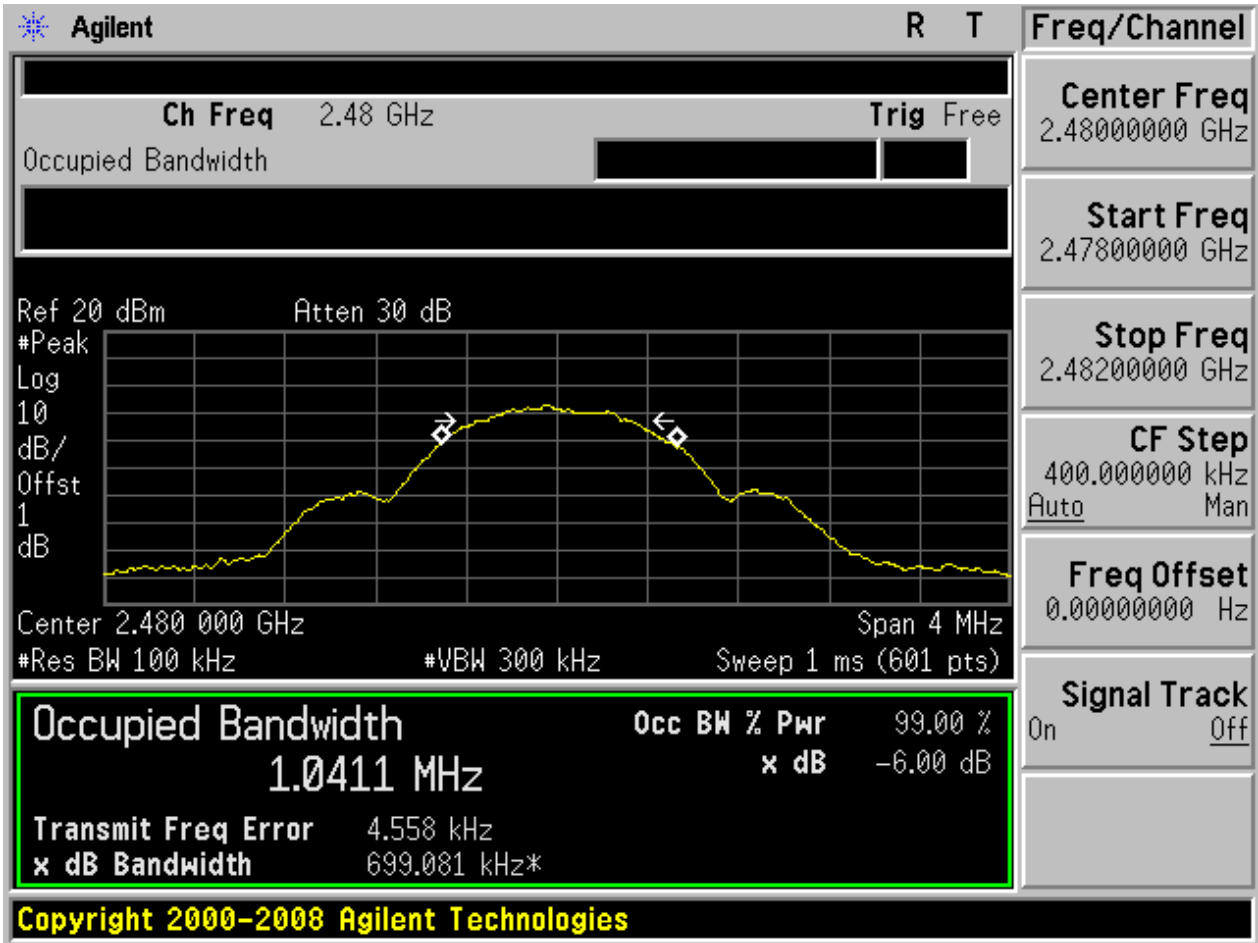 Agilent R T
Ch Freq 2.48 GHz Trig Free
Occupied Bandwidth
Ref 20 dBm Atten 30 dB
#Peak
Log
10
dB/
Offst
1
dB
Center 2.480 000 GHz Span 4 MHz
#Res BW 100 kHz #VBW 300 kHz Sweep 1 ms (601 pts)
Occupied Bandwidth
1.0411 MHz
Occ BW % Pwr 99.00 %
x dB -6.00 dB
Transmit Freq Error 4.558 kHz
x dB Bandwidth 699.081 kHz*
Copyright 2000-2008 Agilent Technologies
Freq/Channel
Center Freq
2.48000000 GHz
Start Freq
2.47800000 GHz
Stop Freq
2.48200000 GHz
CF Step
400.000000 kHz
Auto Man
Freq Offset
0.00000000 Hz
Signal Track
On Off